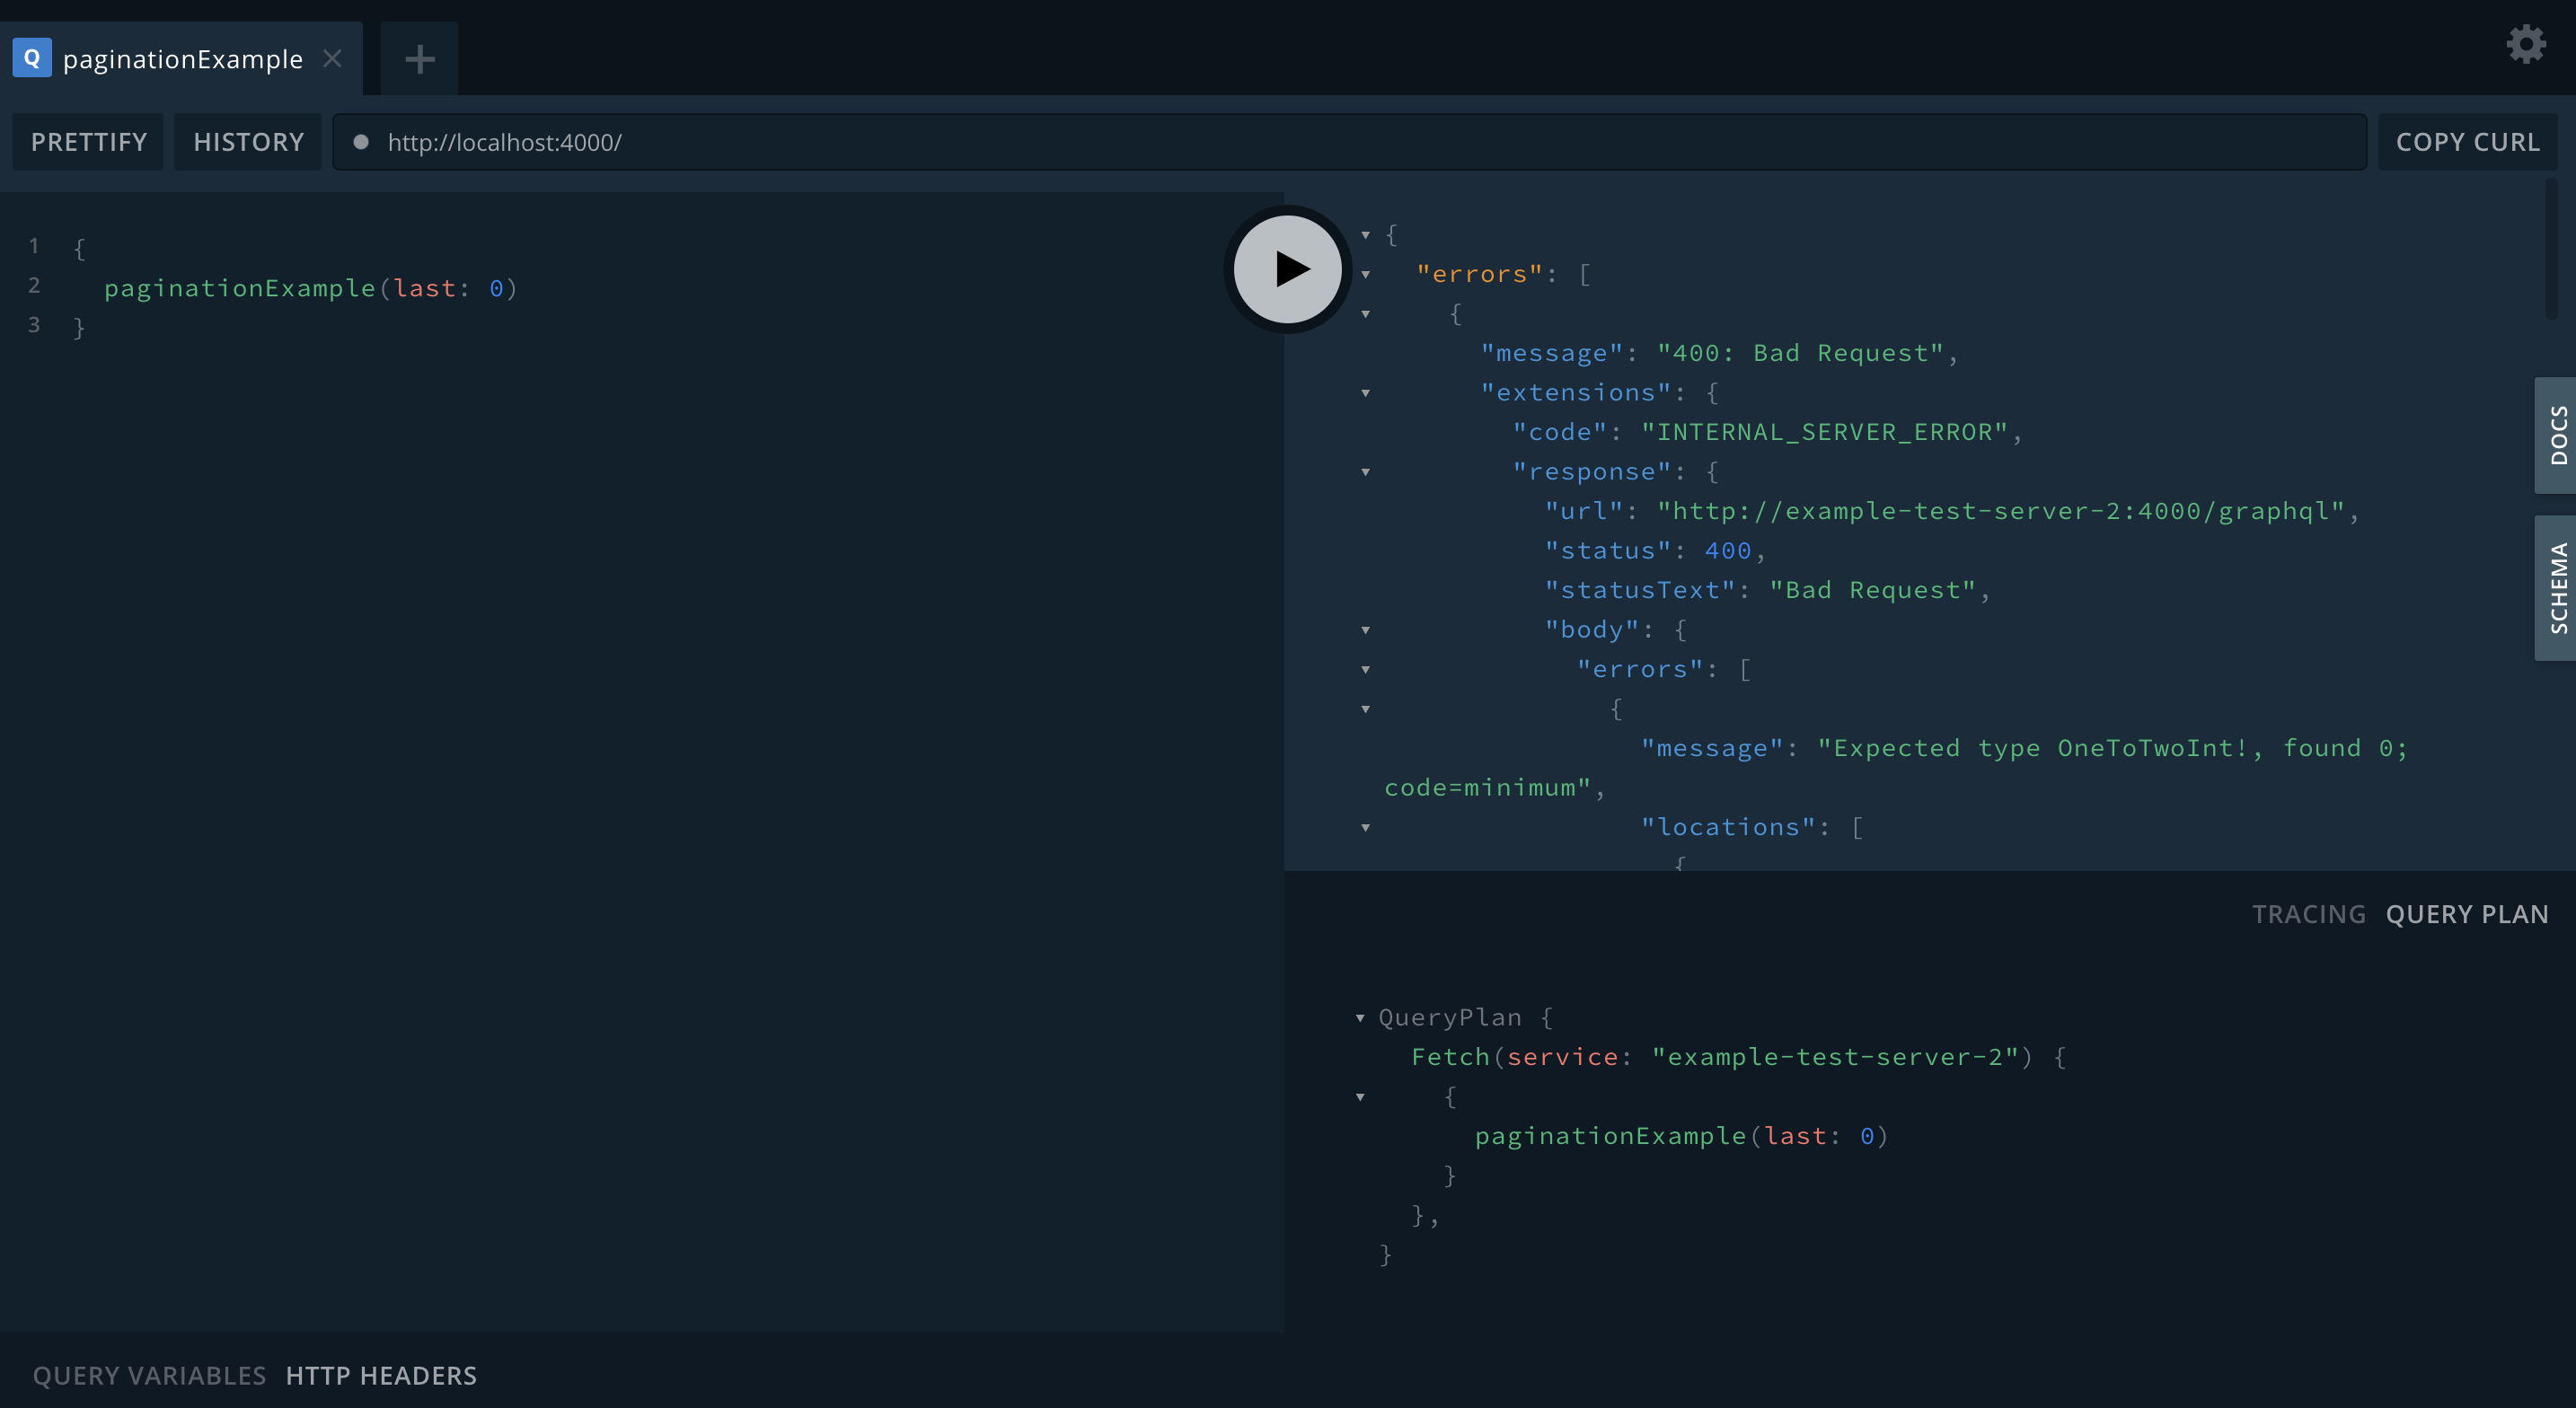 Q paginationExample
PRETTIFY HISTORY http://localhost:4000/ COPY CURL
1 {
2 paginationExample(last: 0)
3 }
{
"errors": [
{
"message": "400: Bad Request",
"extensions": {
"code": "INTERNAL_SERVER_ERROR",
"response": {
"url": "http://example-test-server-2:4000/graphql",
"status": 400,
"statusText": "Bad Request",
"body": {
"errors": [
{
"message": "Expected type OneToTwoInt!, found 0;
code=minimum",
"locations": [
{
DOCS
SCHEMA
TRACING QUERY PLAN
QueryPlan {
Fetch(service: "example-test-server-2") {
{
paginationExample(last: 0)
}
},
}
QUERY VARIABLES HTTP HEADERS